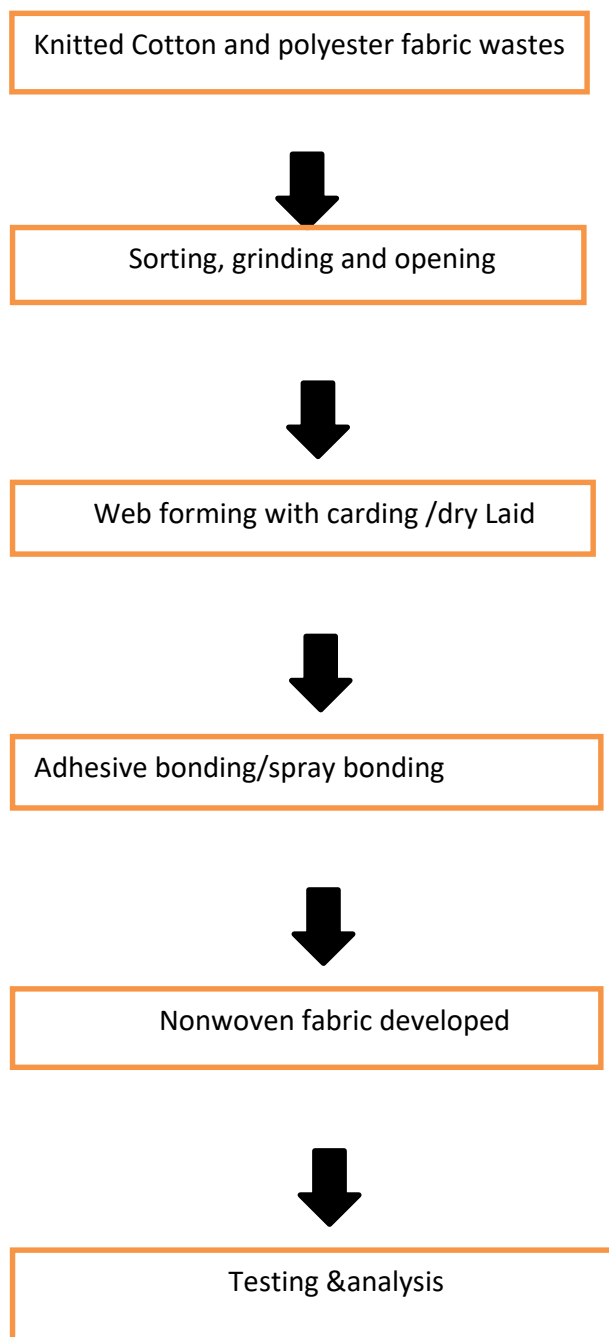 Knitted Cotton and polyester fabric wastes
Sorting, grinding and opening
Web forming with carding /dry Laid
Adhesive bonding/spray bonding
Nonwoven fabric developed
Testing &analysis